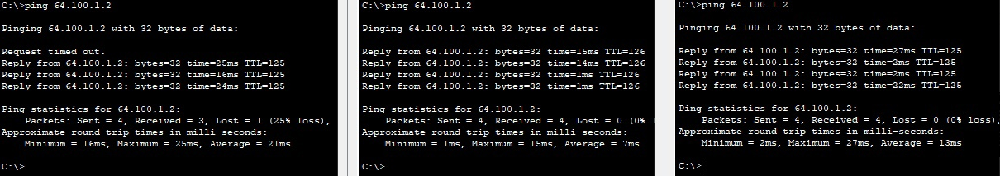 C:\>ping 64.100.1.2
Pinging 64.100.1.2 with 32 bytes of data:
Request timed out.
Reply from 64.100.1.2: bytes=32 time=25ms TTL=125
Reply from 64.100.1.2: bytes=32 time=16ms TTL=125
Reply from 64.100.1.2: bytes=32 time=24ms TTL=125
Ping statistics for 64.100.1.2:
Packets: Sent = 4, Received = 3, Lost = 1 (25% loss),
Approximate round trip times in milli-seconds:
Minimum = 16ms, Maximum = 25ms, Average = 21ms
C:\>
C:\>ping 64.100.1.2
Pinging 64.100.1.2 with 32 bytes of data:
Reply from 64.100.1.2: bytes=32 time=15ms TTL=126
Reply from 64.100.1.2: bytes=32 time=14ms TTL=126
Reply from 64.100.1.2: bytes=32 time=1ms TTL=126
Reply from 64.100.1.2: bytes=32 time=1ms TTL=126
Ping statistics for 64.100.1.2:
Packets: Sent = 4, Received = 4, Lost = 0 (0%
Approximate round trip times in milli-seconds:
Minimum = 1ms, Maximum = 15ms, Average = 7ms
C:\>
C:\>ping 64.100.1.2
Pinging 64.100.1.2 with 32 bytes of data:
Reply from 64.100.1.2: bytes=32 time=27ms TTL=125
Reply from 64.100.1.2: bytes=32 time=2ms TTL=125
Reply from 64.100.1.2: bytes=32 time=2ms TTL=125
Reply from 64.100.1.2: bytes=32 time=22ms TTL=125
Ping statistics for 64.100.1.2:
Packets: Sent = 4, Received = 4, Lost = 0 (0% loss),
Approximate round trip times in milli-seconds:
Minimum = 2ms, Maximum = 27ms, Average = 13ms
C:\>